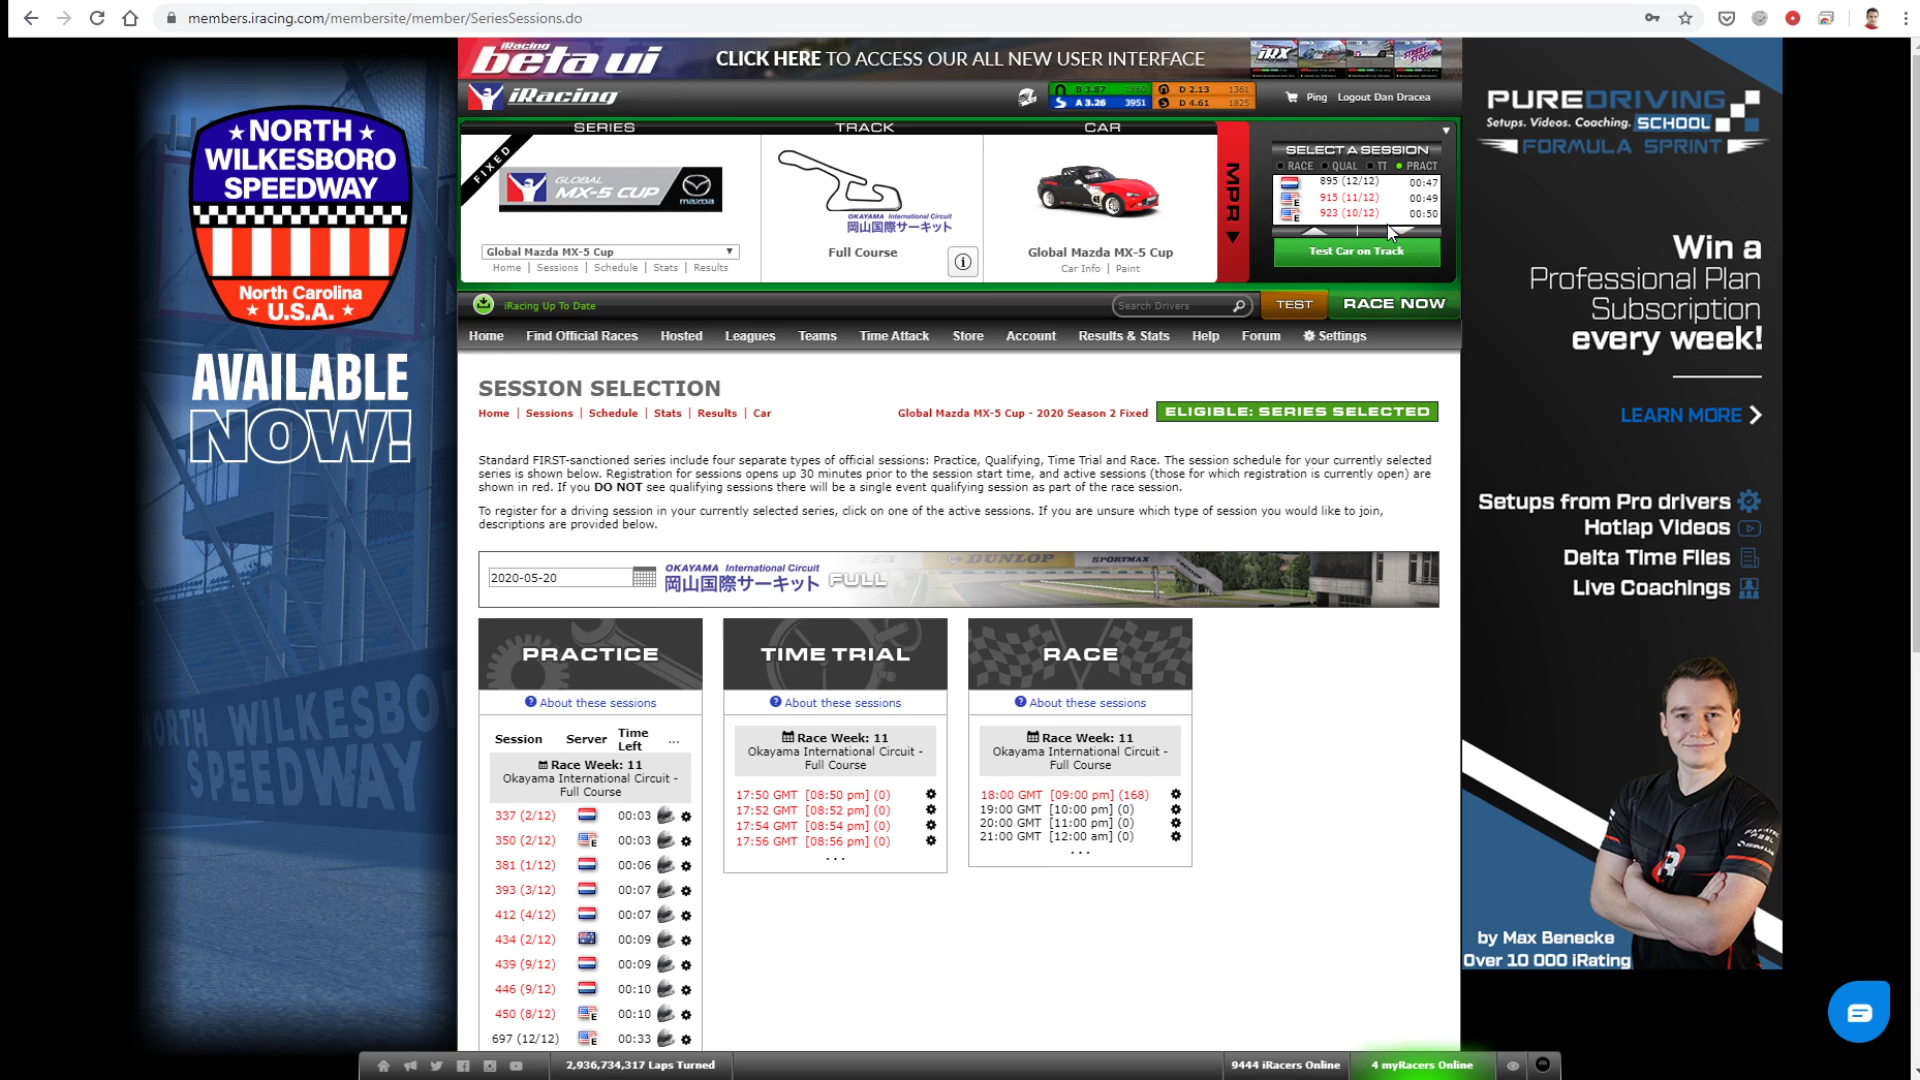 members.iracing.com/membersite/member/SeriesSessions.do
iRacing
beta ui
CLICK HERE TO ACCESS OUR ALL NEW USER INTERFACE
iRX
STREET STOCK
iRacing
B 3.87 1860
D 2.13 1361
A 3.26 3951
D 4.61 1825
Ping
Logout Dan Dracea
SERIES
TRACK
CAR
FIXED
GLOBAL
MX-5 CUP
mazda
OKAYAMA International Circuit
岡山国際サーキット
Global Mazda MX-5 Cup
Home | Sessions | Schedule | Stats | Results
Full Course
Global Mazda MX-5 Cup
Car Info | Paint
MPR
SELECT A SESSION
RACE QUAL TT PRACT
895 (12/12) 00:47
E 915 (11/12) 00:49
E 923 (10/12) 00:50
Test Car on Track
iRacing Up To Date
Search Drivers
TEST
RACE NOW
Home Find Official Races Hosted Leagues Teams Time Attack Store Account Results & Stats Help Forum Settings
SESSION SELECTION
Home | Sessions | Schedule | Stats | Results | Car
Global Mazda MX-5 Cup - 2020 Season 2 Fixed
ELIGIBLE: SERIES SELECTED
Standard FIRST-sanctioned series include four separate types of official sessions: Practice, Qualifying, Time Trial and Race. The session schedule for your currently selected
series is shown below. Registration for sessions opens up 30 minutes prior to the session start time, and active sessions (those for which registration is currently open) are
shown in red. If you DO NOT see qualifying sessions there will be a single event qualifying session as part of the race session.
To register for a driving session in your currently selected series, click on one of the active sessions. If you are unsure which type of session you would like to join,
descriptions are provided below.
2020-05-20
OKAYAMA International Circuit
岡山国際サーキット FULL
DUNLOP
SPORTMAX
PRACTICE
About these sessions
Session Server Time Left ...
Race Week: 11
Okayama International Circuit -
Full Course
337 (2/12) 00:03
350 (2/12) E 00:03
381 (1/12) 00:06
393 (3/12) 00:07
412 (4/12) 00:07
434 (2/12) 00:09
439 (9/12) 00:09
446 (9/12) 00:10
450 (8/12) E 00:10
697 (12/12) E 00:33
TIME TRIAL
About these sessions
Race Week: 11
Okayama International Circuit -
Full Course
17:50 GMT [08:50 pm] (0)
17:52 GMT [08:52 pm] (0)
17:54 GMT [08:54 pm] (0)
17:56 GMT [08:56 pm] (0)
...
RACE
About these sessions
Race Week: 11
Okayama International Circuit -
Full Course
18:00 GMT [09:00 pm] (168)
19:00 GMT [10:00 pm] (0)
20:00 GMT [11:00 pm] (0)
21:00 GMT [12:00 am] (0)
...
NORTH
WILKESBORO
SPEEDWAY
North Carolina
U.S.A.
AVAILABLE
NOW!
NORTH WILKESBO
SPEEDWAY
PUREDRIVING
Setups. Videos. Coaching. SCHOOL
FORMULA SPRINT
Win a
Professional Plan
Subscription
every week!
LEARN MORE
Setups from Pro drivers
Hotlap Videos
Delta Time Files
Live Coachings
by Max Benecke
Over 10 000 iRating
2,936,734,317 Laps Turned
9444 iRacers Online
4 myRacers Online